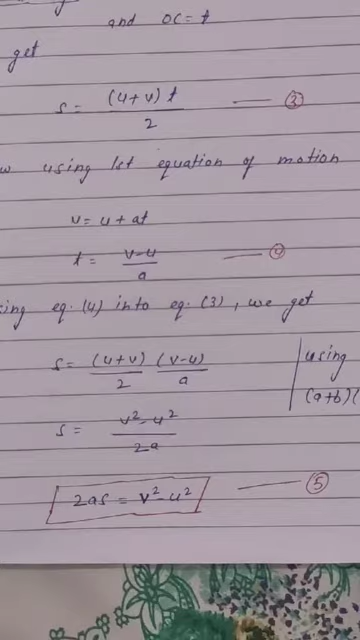 and OC = t
get
s = (u+v) t / 2 —— (3)
using 1st equation of motion
v = u + at
t = v-u / a —— (4)
eq. (4) into eq. (3), we get
s = (u+v) / 2 (v-u) / a | using
(a+b)(
s = v² - u² / 2a
2as = v² - u² —— (5)